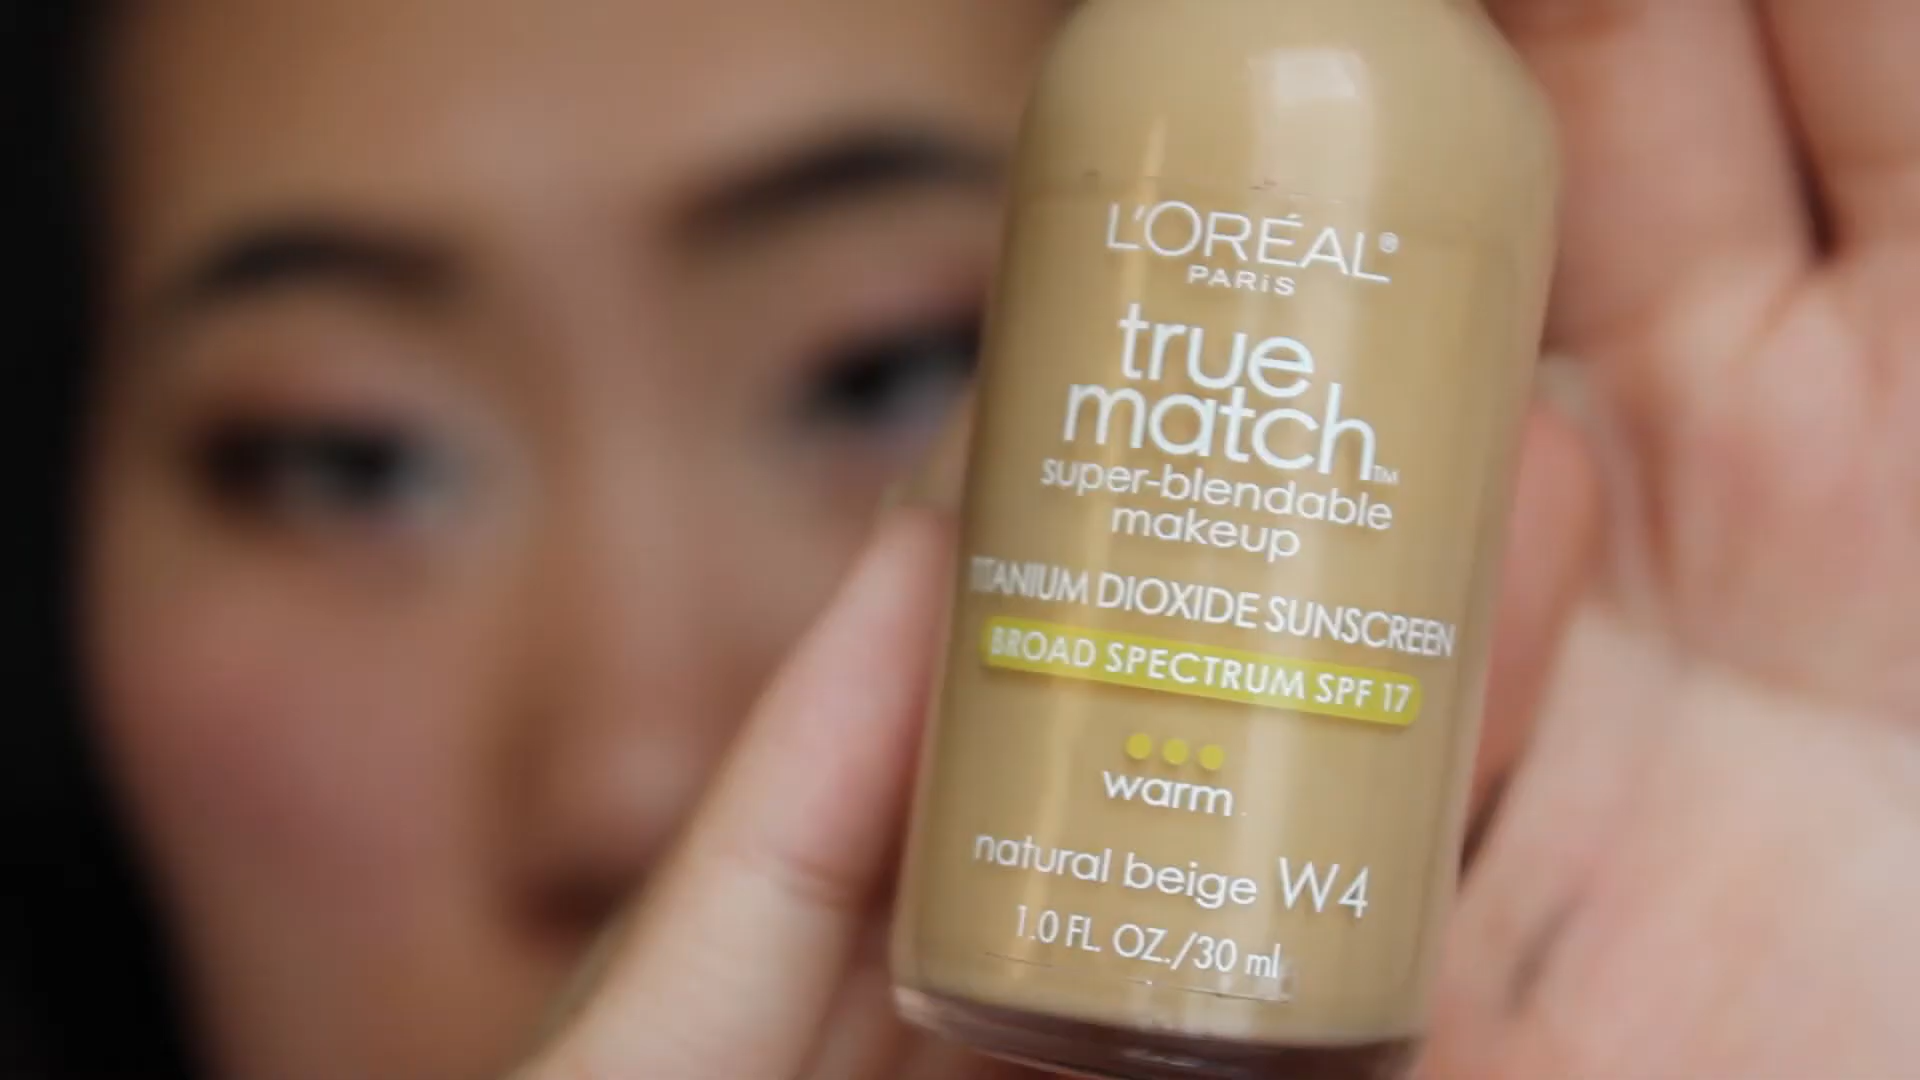 L'ORÉAL®
PARiS
true
match™
super-blendable
makeup
TITANIUM DIOXIDE SUNSCREEN
BROAD SPECTRUM SPF 17
warm
natural beige W4
1.0 FL. OZ./30 ml